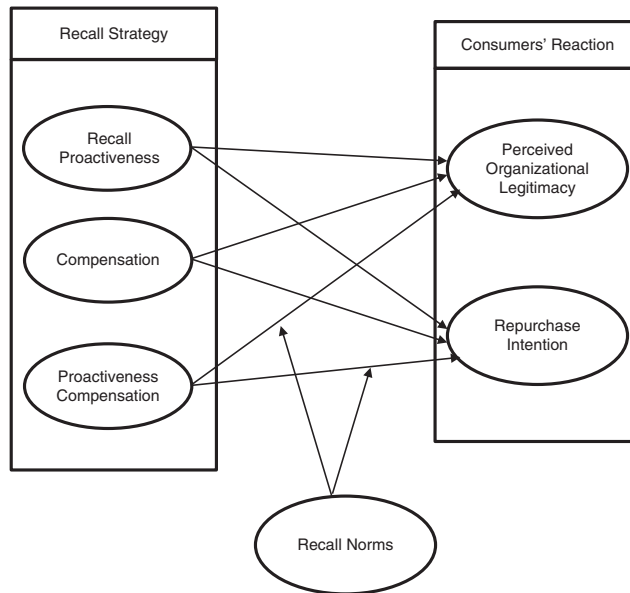 Recall Strategy
Recall
Proactiveness
Compensation
Proactiveness
Compensation
Consumers’ Reaction
Perceived
Organizational
Legitimacy
Repurchase
Intention
Recall Norms